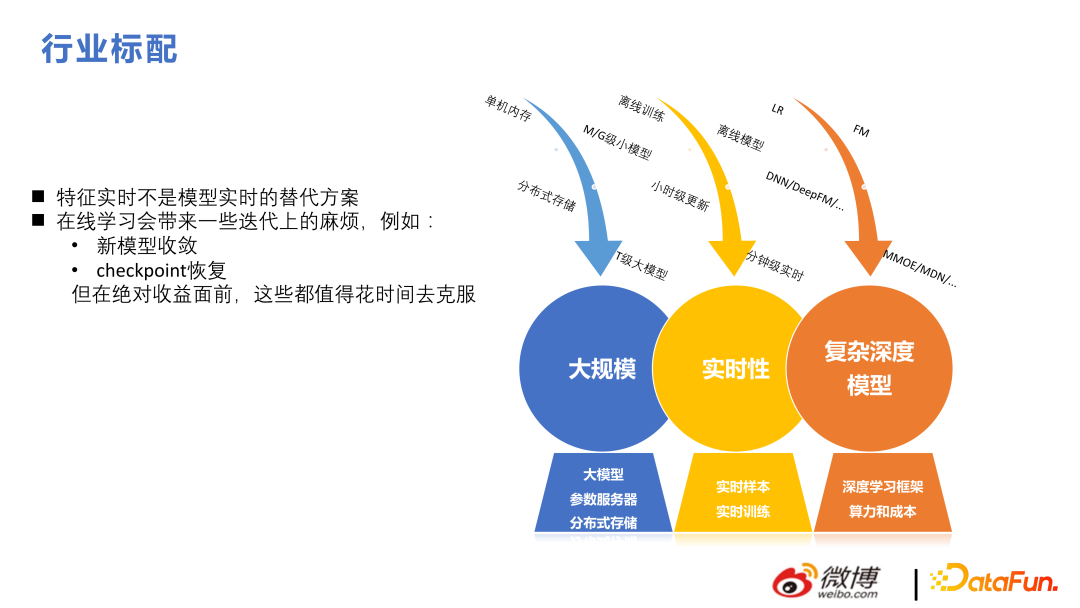 行业标配
■ 特征实时不是模型实时的替代方案
■ 在线学习会带来一些迭代上的麻烦，例如：
• 新模型收敛
• checkpoint恢复
但在绝对收益面前，这些都值得花时间去克服
单机内存
M/G级小模型
分布式存储
T级大模型
离线训练
离线模型
小时级更新
分钟级实时
LR
FM
DNN/DeepFM/...
MMOE/MDN/...
大规模
实时性
复杂深度
模型
大模型
参数服务器
分布式存储
实时样本
实时训练
深度学习框架
算力和成本
微博
weibo.com
DataFun.